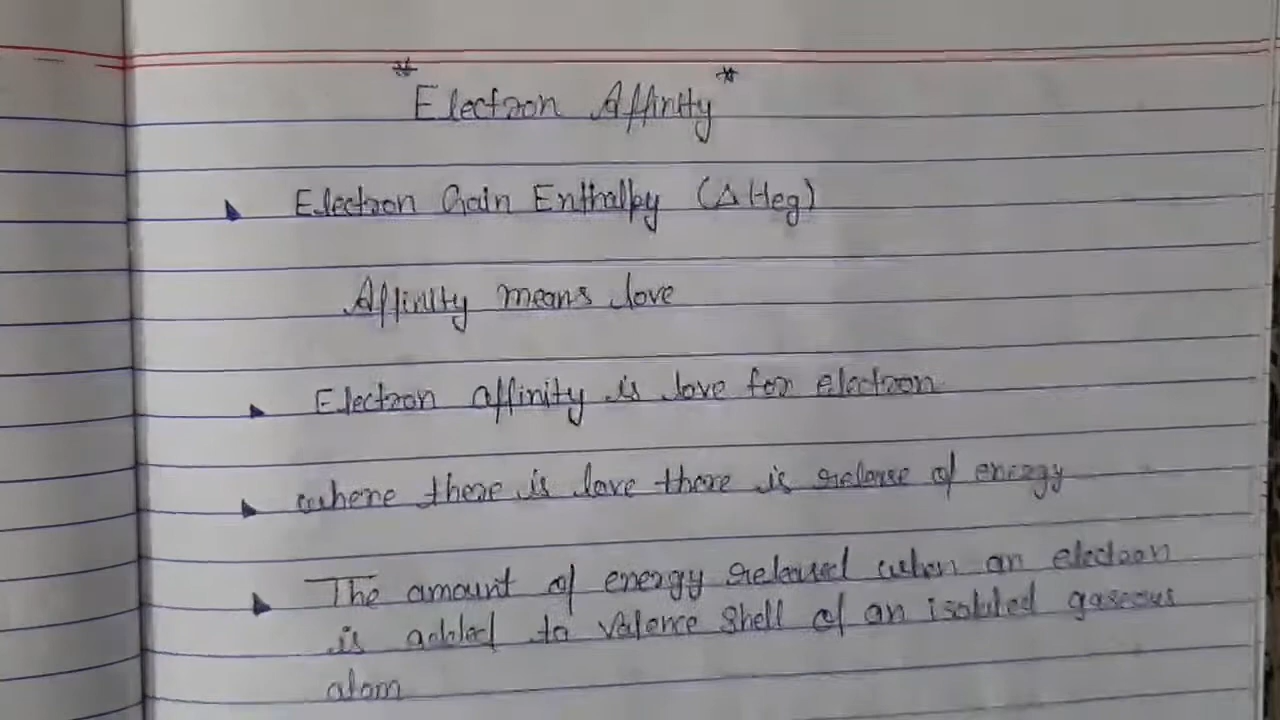 * Electron Affinity *
Electron Gain Enthalpy (ΔHeg)
Affinity means love
Electron affinity is love for electron
where there is love there is release of energy
The amount of energy released when an electron
is added to valence shell of an isolated gaseous
atom